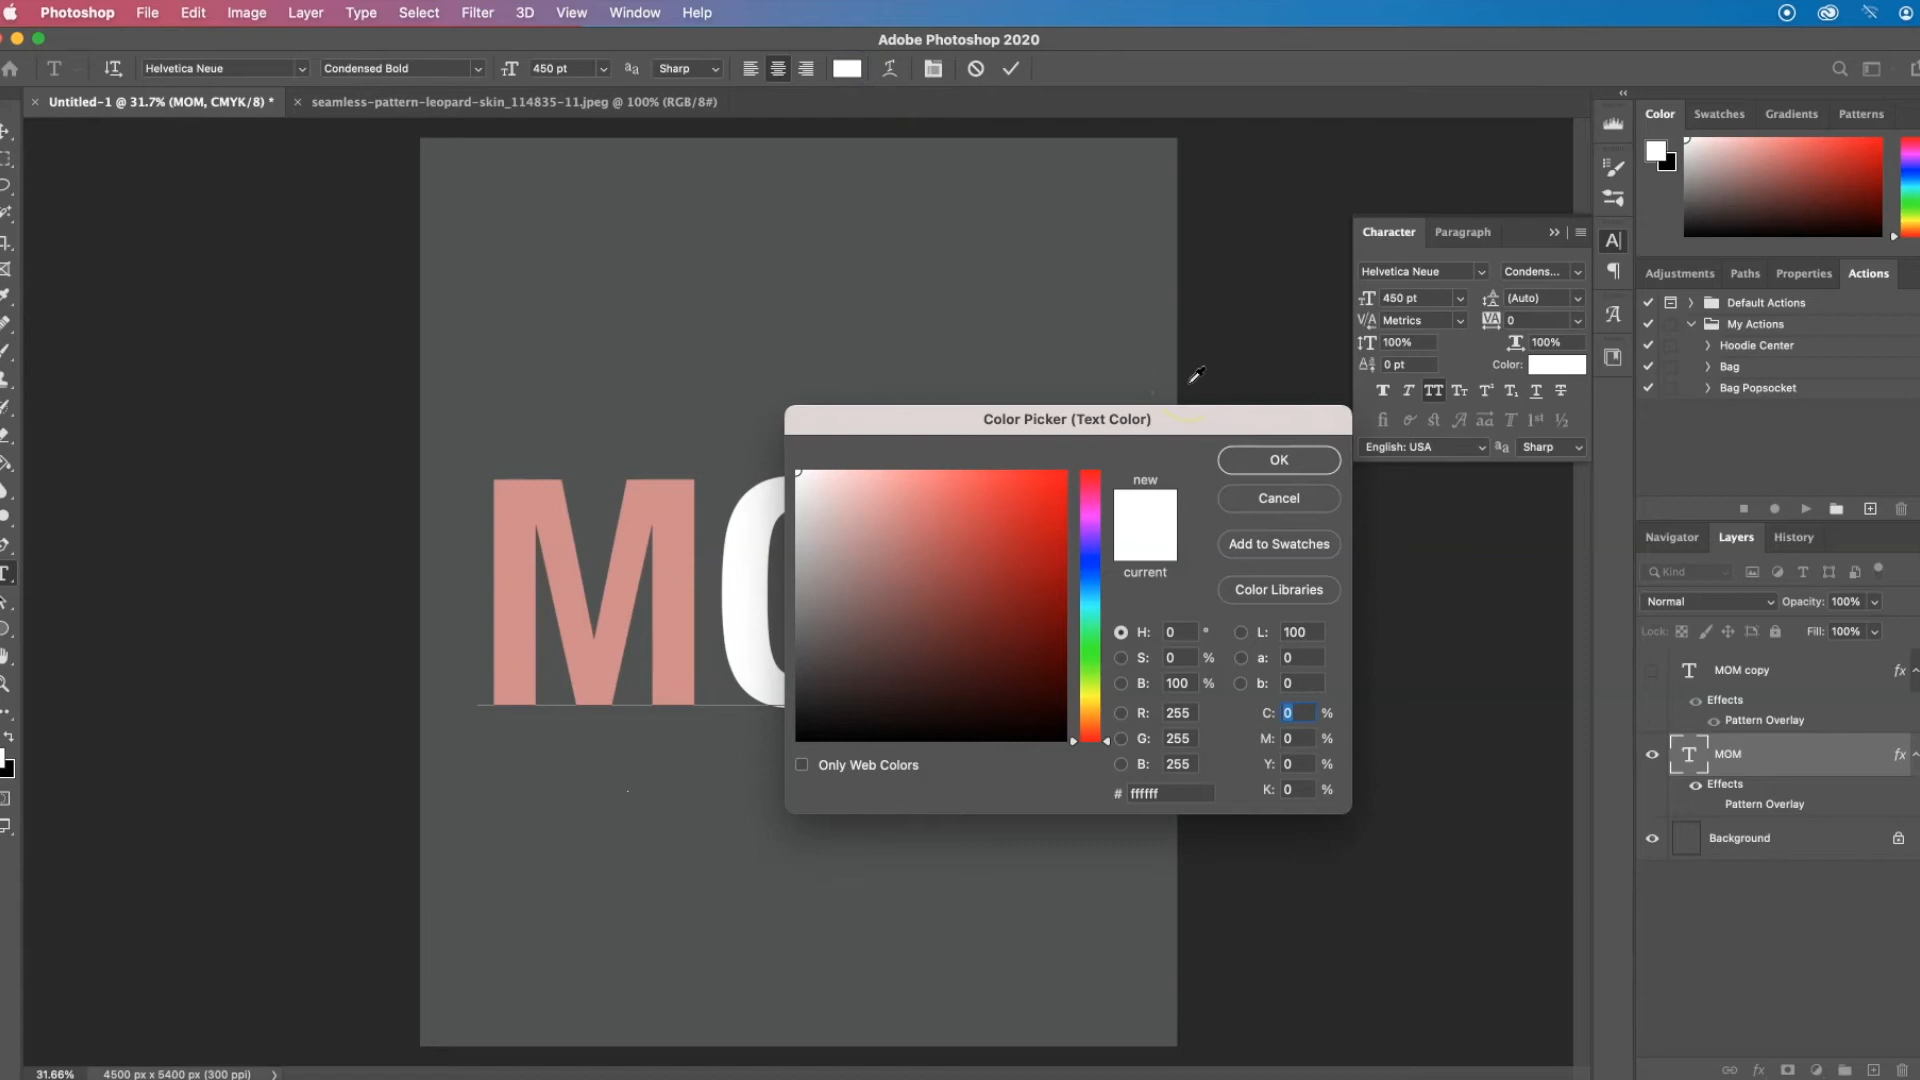 Photoshop File Edit Image Layer Type Select Filter 3D View Window Help
Adobe Photoshop 2020
Helvetica Neue Condensed Bold 450 pt Sharp
Untitled-1 @ 31.7% (MOM, CMYK/8) * seamless-pattern-leopard-skin_114835-11.jpeg @ 100% (RGB/8#)
Color Swatches Gradients Patterns
Character Paragraph
Helvetica Neue Condens...
450 pt (Auto)
Metrics 0
100% 100%
0 pt Color:
English: USA Sharp
Adjustments Paths Properties Actions
Default Actions
My Actions
Hoodie Center
Bag
Bag Popsocket
MO
Color Picker (Text Color)
new
current
OK
Cancel
Add to Swatches
Color Libraries
H: 0 ° L: 100
S: 0 % a: 0
B: 100 % b: 0
R: 255 C: 0 %
G: 255 M: 0 %
B: 255 Y: 0 %
# ffffff K: 0 %
Only Web Colors
Navigator Layers History
Kind
Normal Opacity: 100%
Lock: Fill: 100%
MOM copy fx
Effects
Pattern Overlay
MOM fx
Effects
Pattern Overlay
Background
31.66% 4500 px x 5400 px (300 ppi)
fx